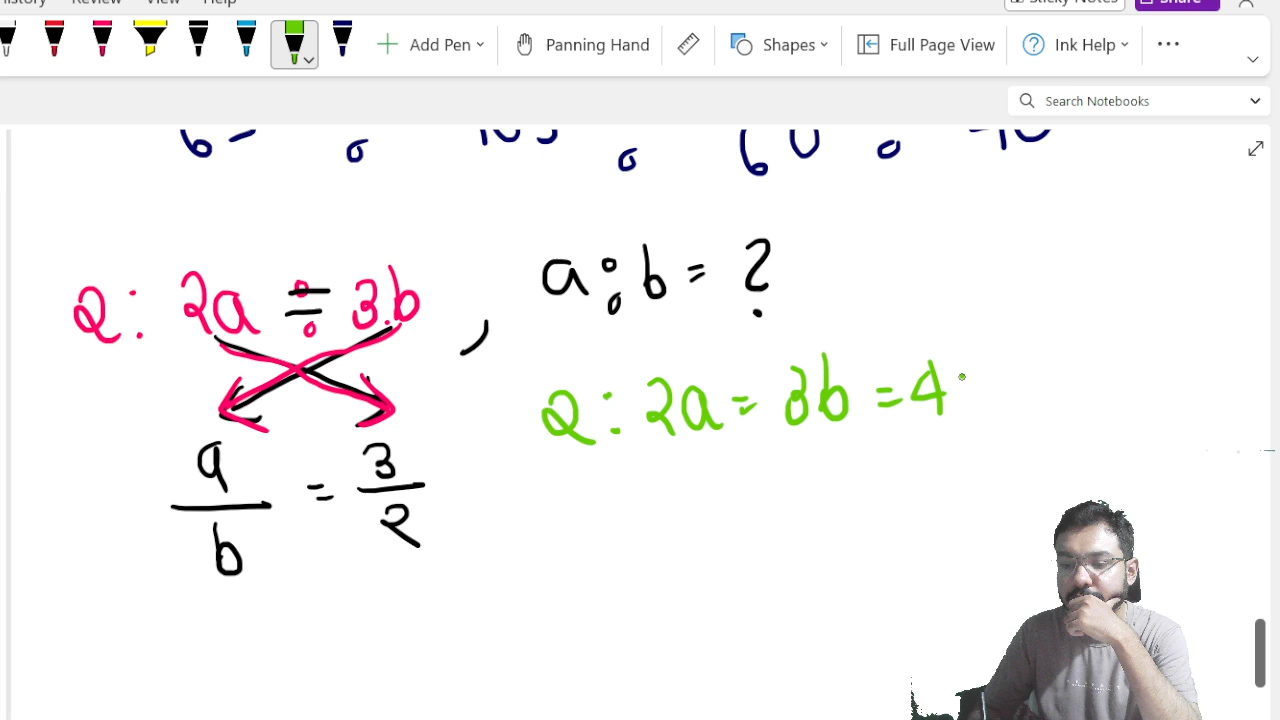 Add Pen Panning Hand Shapes Full Page View Ink Help
Search Notebooks
Q: 2a = 3b , a:b = ?
Q: 2a = 3b = 4
a/b = 3/2